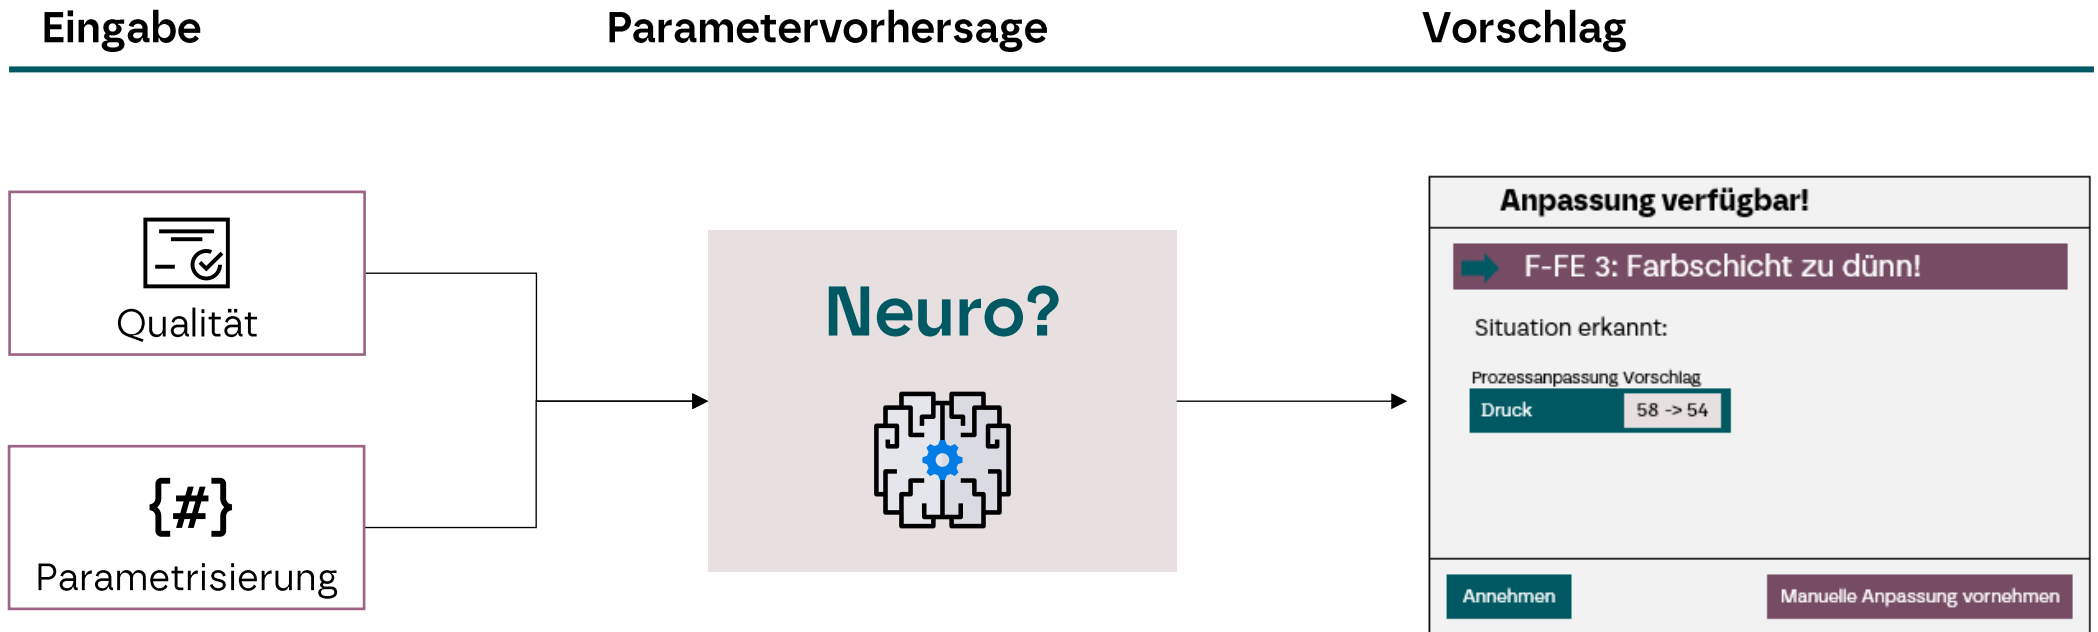 Eingabe
Parametervorhersage
Vorschlag
Qualität
{#}
Parametrisierung
Neuro?
Anpassung verfügbar!
F-FE 3: Farbschicht zu dünn!
Situation erkannt:
Prozessanpassung Vorschlag
Druck 58 -> 54
Annehmen
Manuelle Anpassung vornehmen